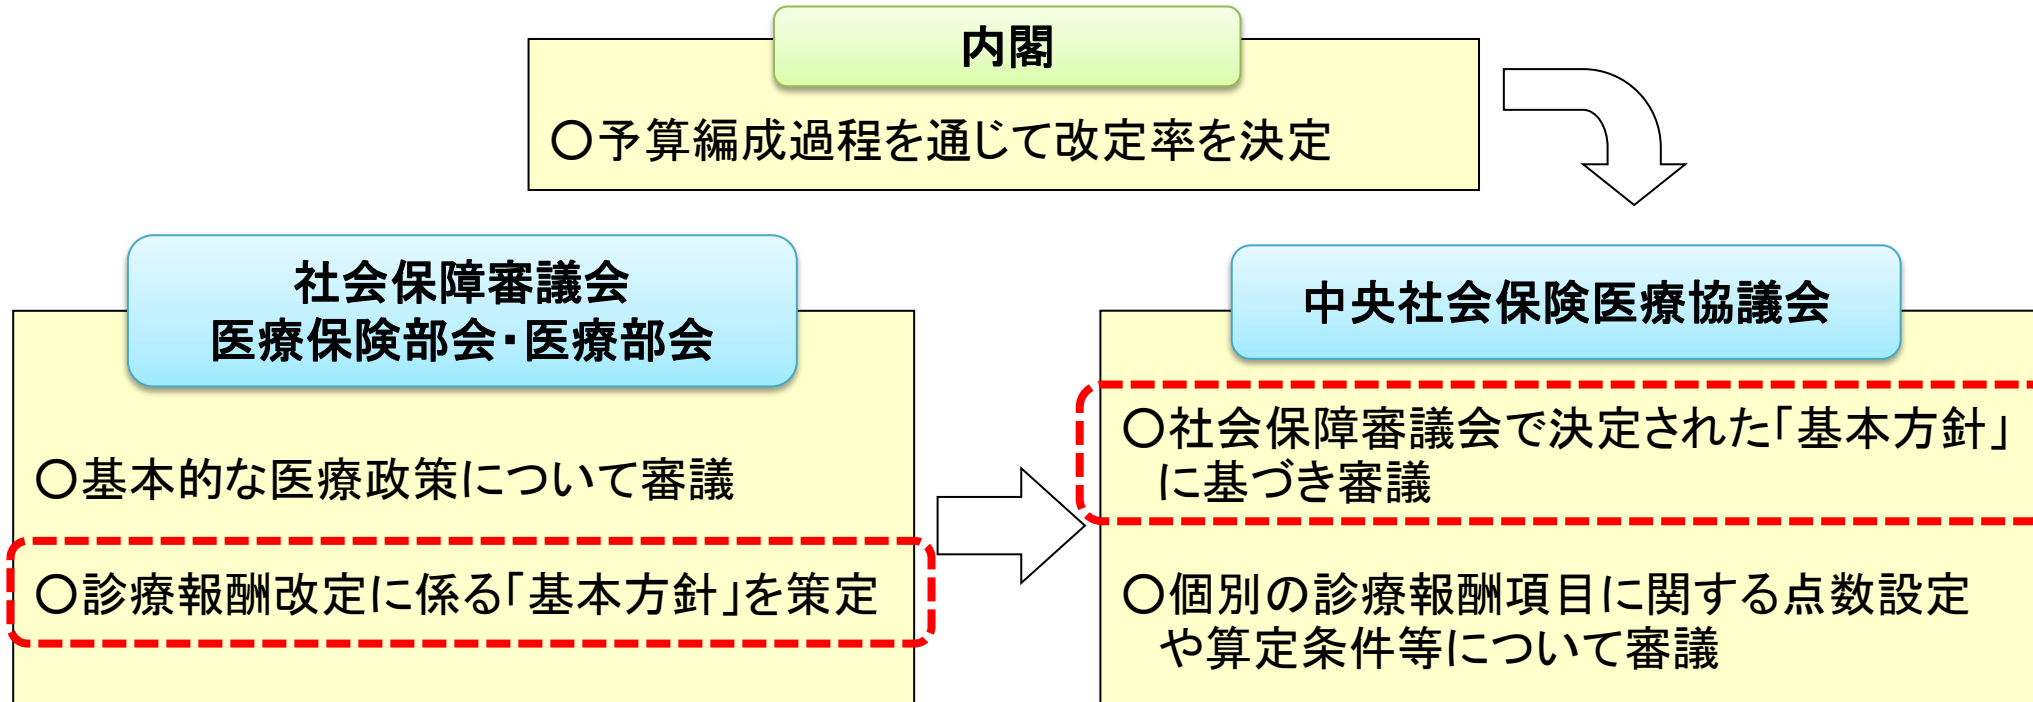 内閣
○予算編成過程を通じて改定率を決定
社会保障審議会
医療保険部会・医療部会
○基本的な医療政策について審議
○診療報酬改定に係る「基本方針」を策定
中央社会保険医療協議会
○社会保障審議会で決定された「基本方針」
に基づき審議
○個別の診療報酬項目に関する点数設定
や算定条件等について審議